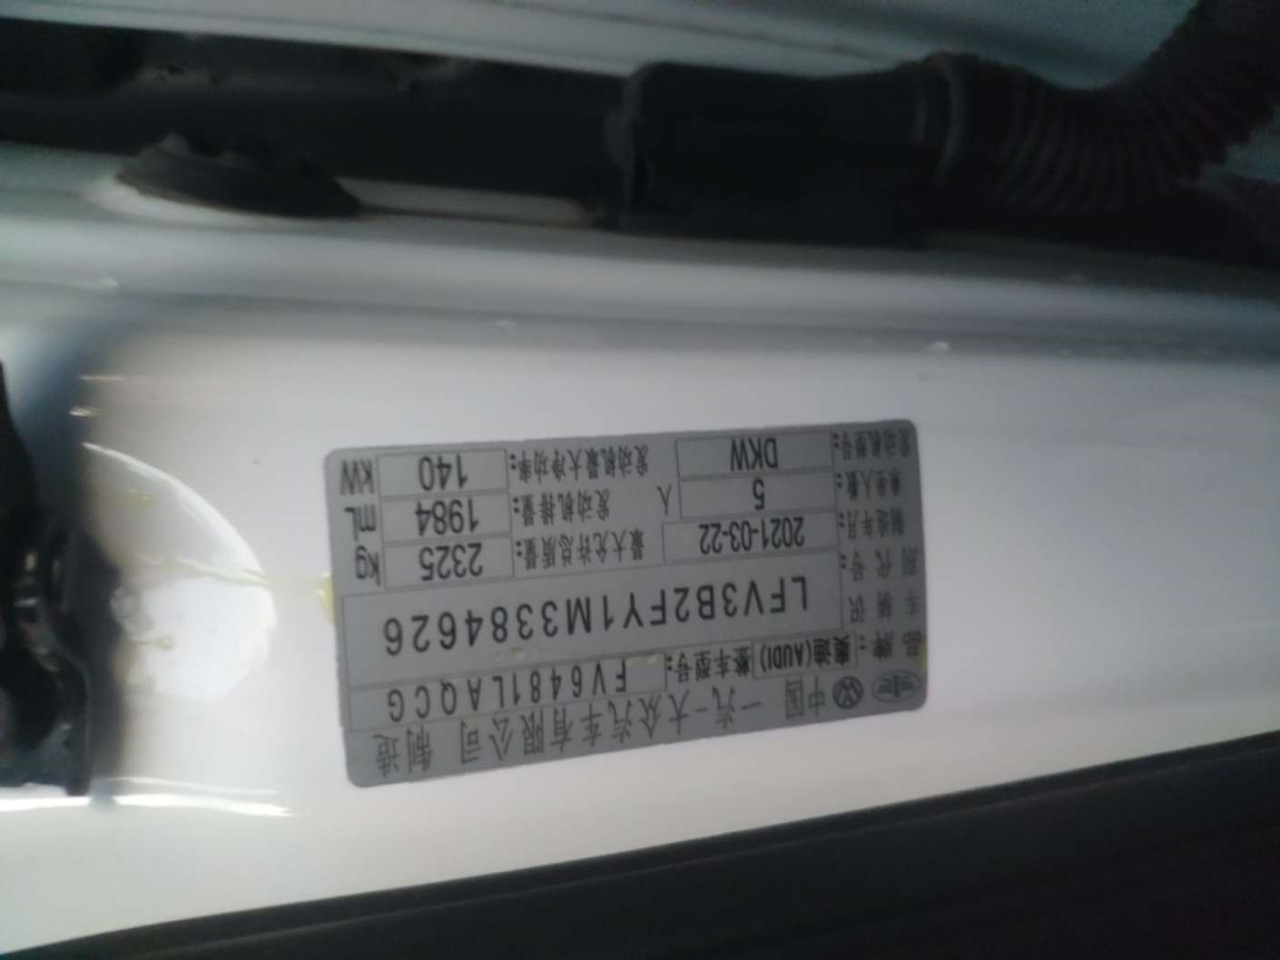 中国 一汽-大众汽车有限公司 制造
品牌: 奥迪(AUDI) 整车型号: FV6481LAQCG
车辆识别代号: LFV3B2FY1M3384626
制造年月: 2021-03-22 最大允许总质量: 2325 kg
乘坐人数: 5 人 发动机排量: 1984 mL
发动机型号: DKW 发动机最大净功率: 140 kW